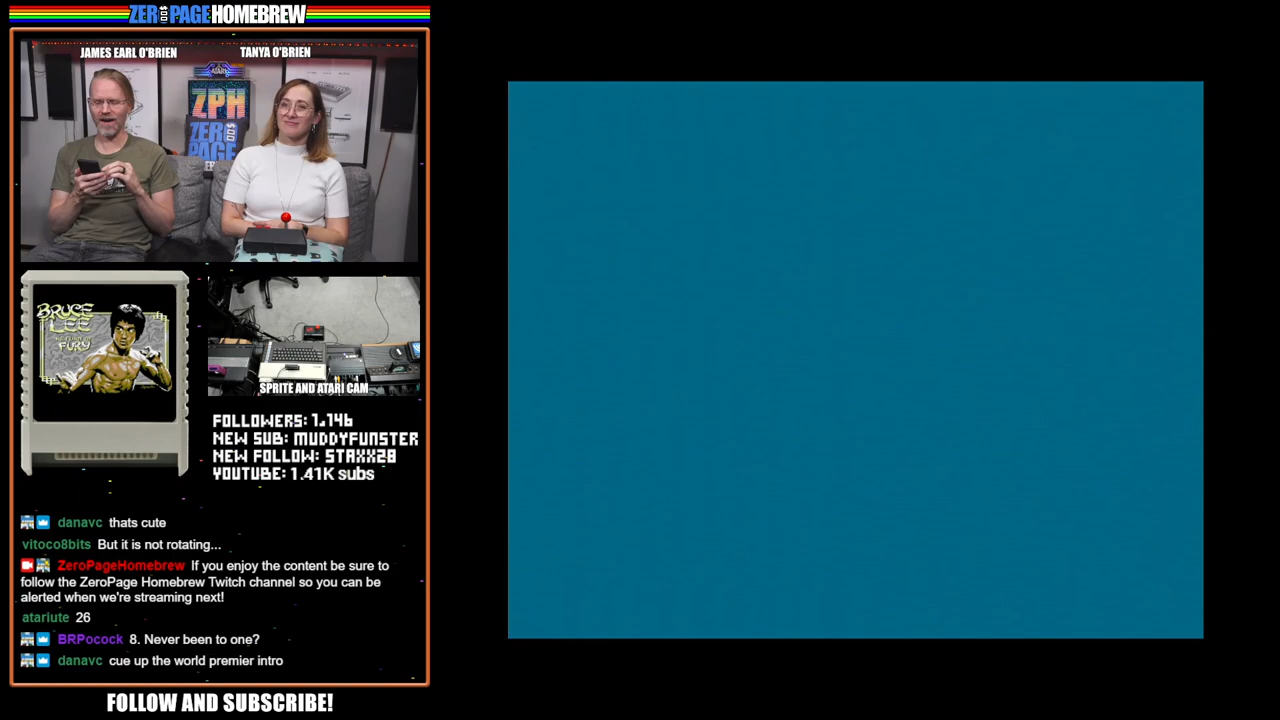 ZEROPAGE HOMEBREW
JAMES EARL O'BRIEN
TANYA O'BRIEN
ATARI
ZPH
ZERO
PAGE
BRUCE
LEE
FURY
SPRITE AND ATARI CAM
FOLLOWERS: 1,146
NEW SUB: MUDDYFUNSTER
NEW FOLLOW: STAXX28
YOUTUBE: 1.41K subs
danavc thats cute
vitoco8bits But it is not rotating...
ZeroPageHomebrew If you enjoy the content be sure to
follow the ZeroPage Homebrew Twitch channel so you can be
alerted when we're streaming next!
atariute 26
BRPocock 8. Never been to one?
danavc cue up the world premier intro
FOLLOW AND SUBSCRIBE!